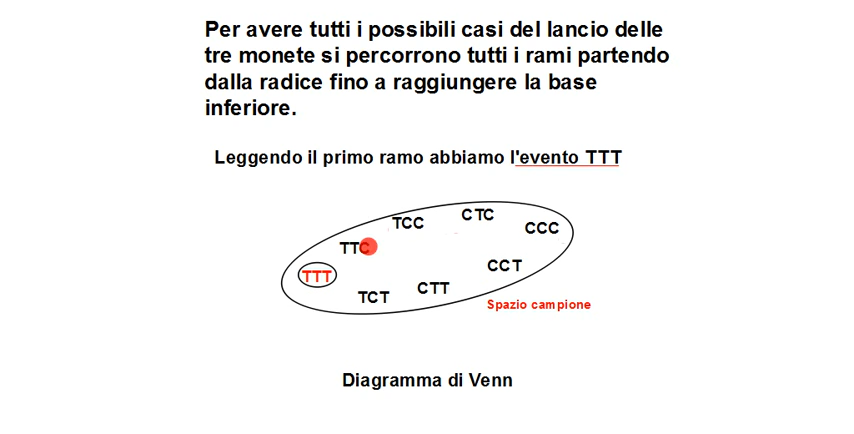 Per avere tutti i possibili casi del lancio delle
tre monete si percorrono tutti i rami partendo
dalla radice fino a raggiungere la base
inferiore.
Leggendo il primo ramo abbiamo l'evento TTT
TCC CTC CCC
TTC
TTT CCT
TCT CTT
Spazio campione
Diagramma di Venn